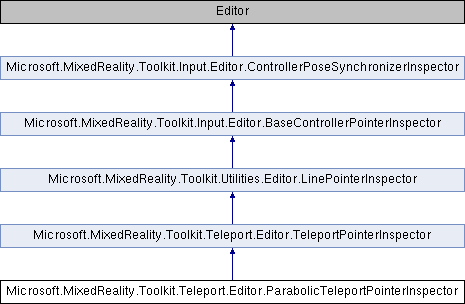 Editor
Microsoft.MixedReality.Toolkit.Input.Editor.ControllerPoseSynchronizerInspector
Microsoft.MixedReality.Toolkit.Input.Editor.BaseControllerPointerInspector
Microsoft.MixedReality.Toolkit.Utilities.Editor.LinePointerInspector
Microsoft.MixedReality.Toolkit.Teleport.Editor.TeleportPointerInspector
Microsoft.MixedReality.Toolkit.Teleport.Editor.ParabolicTeleportPointerInspector